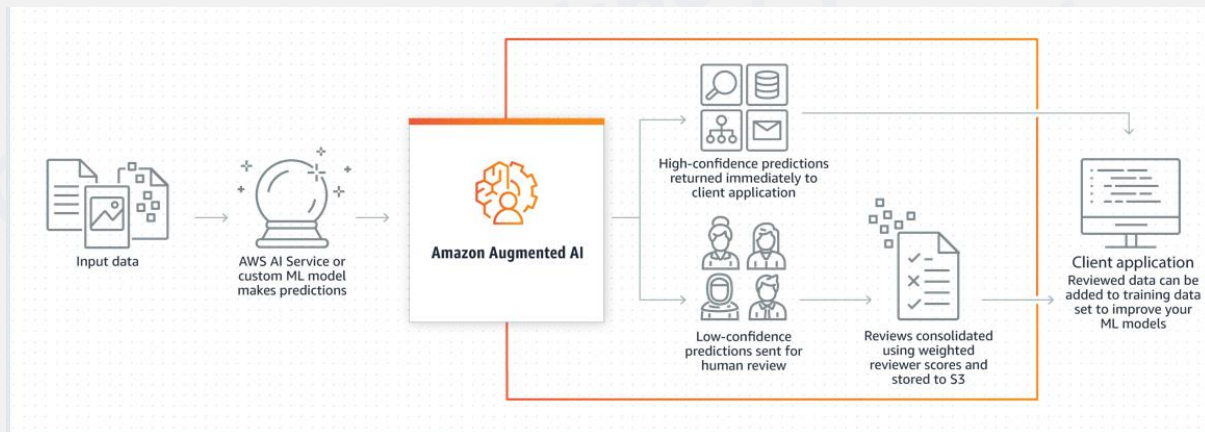 Input data
AWS AI Service or
custom ML model
makes predictions
Amazon Augmented AI
High-confidence predictions
returned immediately to
client application
Low-confidence
predictions sent for
human review
Reviews consolidated
using weighted
reviewer scores and
stored to S3
Client application
Reviewed data can be
added to training data
set to improve your
ML models